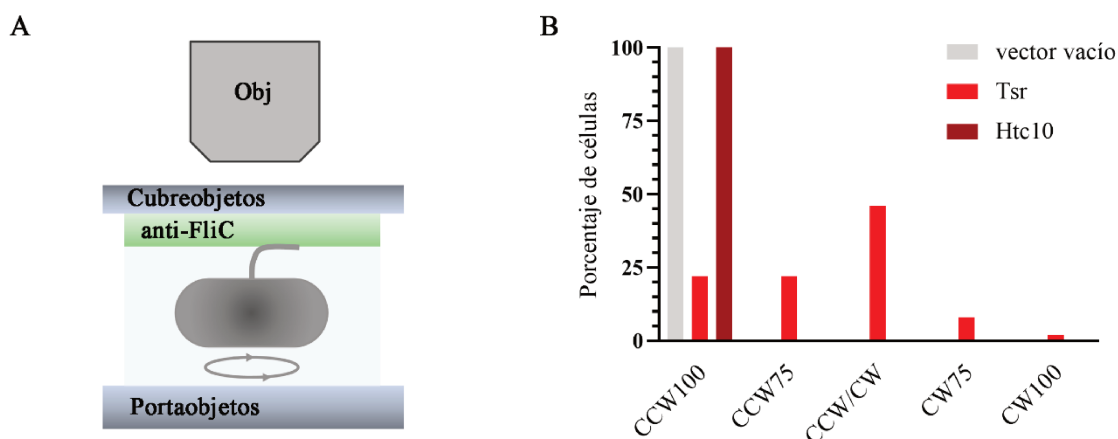 A
Obj
Cubreobjetos
anti-FliC
Portaobjetos
B
Porcentaje de células
100
75
50
25
0
vector vacío
Tsr
Htc10
CCW100
CCW75
CCW/CW
CW75
CW100